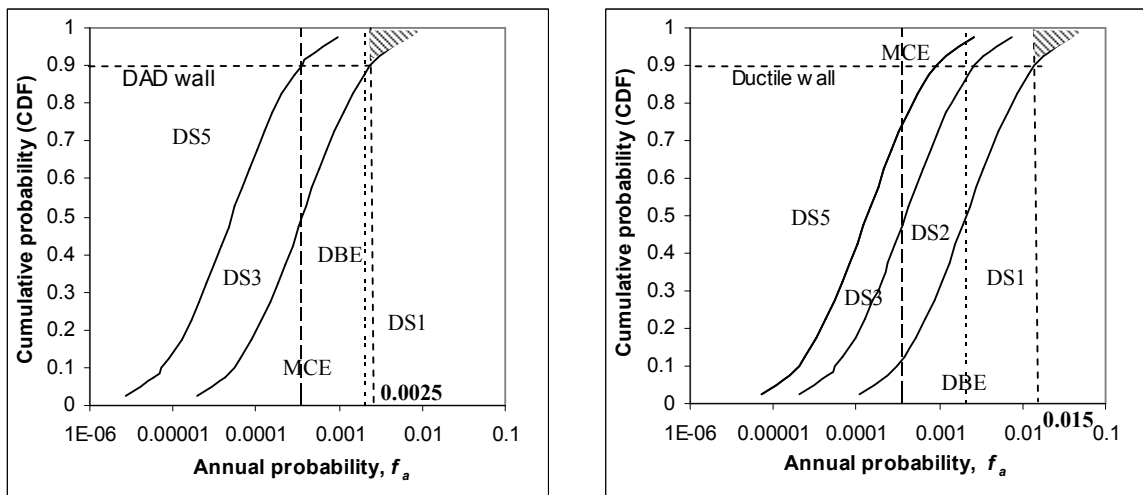 Cumulative probability (CDF)
1
0.9
0.8
0.7
0.6
0.5
0.4
0.3
0.2
0.1
0
DAD wall
DS5
DS3
DBE
DS1
MCE
0.0025
1E-06 0.00001 0.0001 0.001 0.01 0.1
Annual probability, fa
Cumulative probability (CDF)
1
0.9
0.8
0.7
0.6
0.5
0.4
0.3
0.2
0.1
0
MCE
Ductile wall
DS5
DS2
DS3
DS1
DBE
0.015
1E-06 0.00001 0.0001 0.001 0.01 0.1
Annual probability, fa